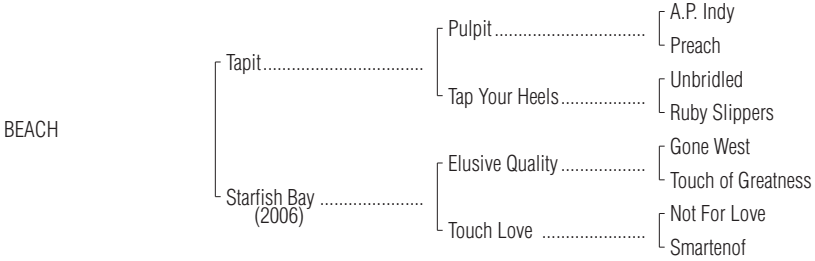 A.P. Indy
Pulpit..............................
Preach
Tapit................................
Unbridled
Tap Your Heels..................
Ruby Slippers
BEACH
Gone West
Elusive Quality..................
Touch of Greatness
Starfish Bay ......................
(2006)
Not For Love
Touch Love ......................
Smartenof